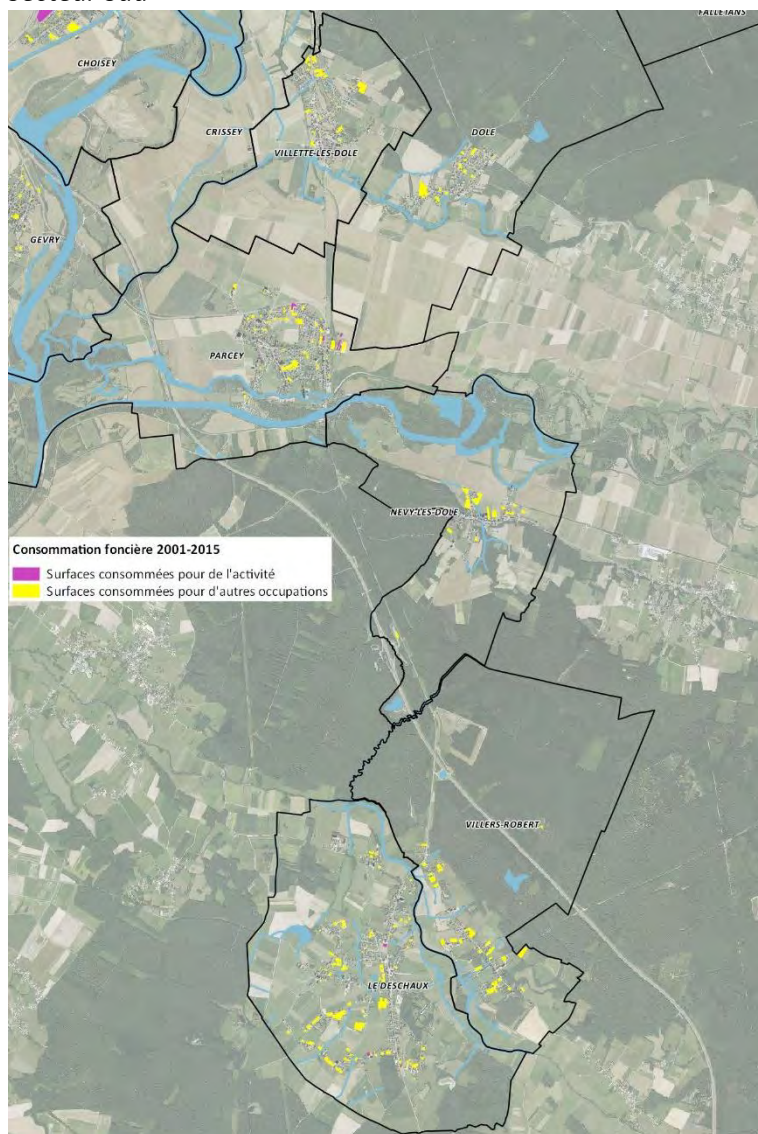 FALLETANS
CHOISEY
CRISSEY
DOLE
VILLETTE-LES-DOLE
GEVRY
PARCEY
NEVY-LES-DOLE
Consommation foncière 2001-2015
Surfaces consommées pour de l'activité
Surfaces consommées pour d'autres occupations
VILLERS-ROBERT
LE DESCHAUX